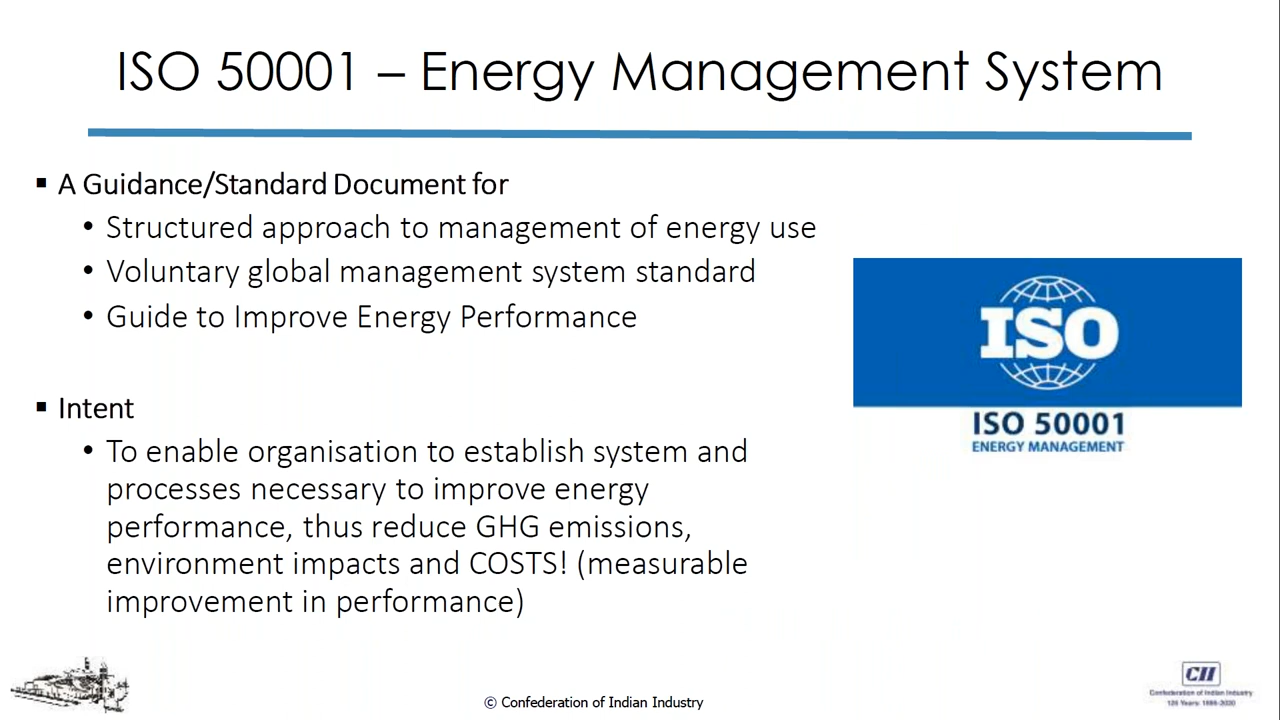 ISO 50001 – Energy Management System
▪ A Guidance/Standard Document for
• Structured approach to management of energy use
• Voluntary global management system standard
• Guide to Improve Energy Performance
▪ Intent
• To enable organisation to establish system and
processes necessary to improve energy
performance, thus reduce GHG emissions,
environment impacts and COSTS! (measurable
improvement in performance)
ISO
ISO 50001
ENERGY MANAGEMENT
© Confederation of Indian Industry
CII
Confederation of Indian Industry
125 Years: 1895-2020